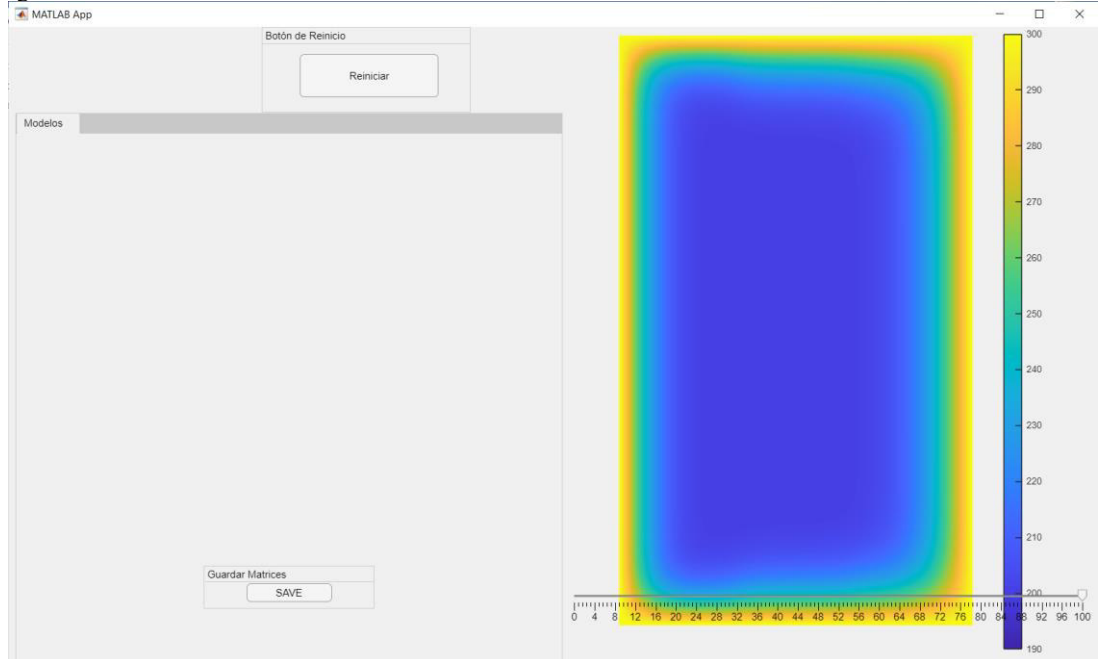 MATLAB App
Botón de Reinicio
Reiniciar
Modelos
Guardar Matrices
SAVE
300
290
280
270
260
250
240
230
220
210
200
190
0 4 8 12 16 20 24 28 32 36 40 44 48 52 56 60 64 68 72 76 80 84 88 92 96 100